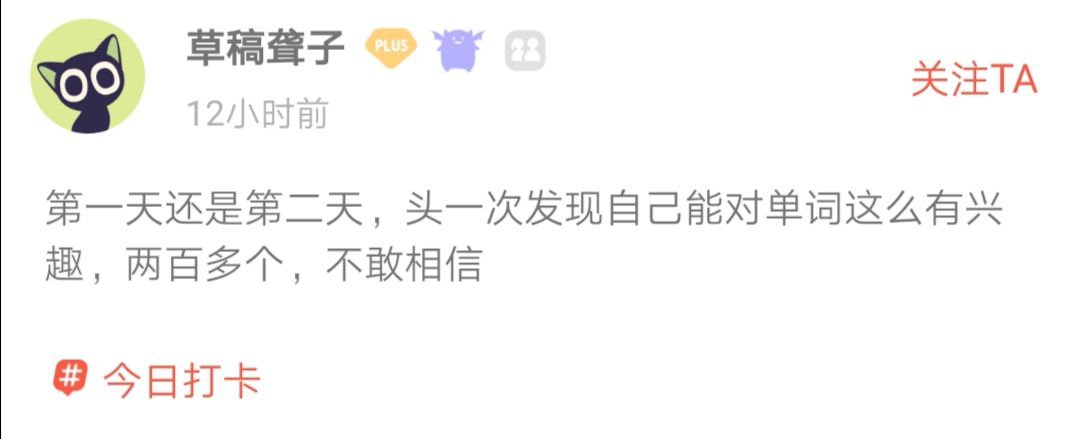 草稿聋子 PLUS
12小时前
关注TA
第一天还是第二天，头一次发现自己能对单词这么有兴
趣，两百多个，不敢相信
# 今日打卡